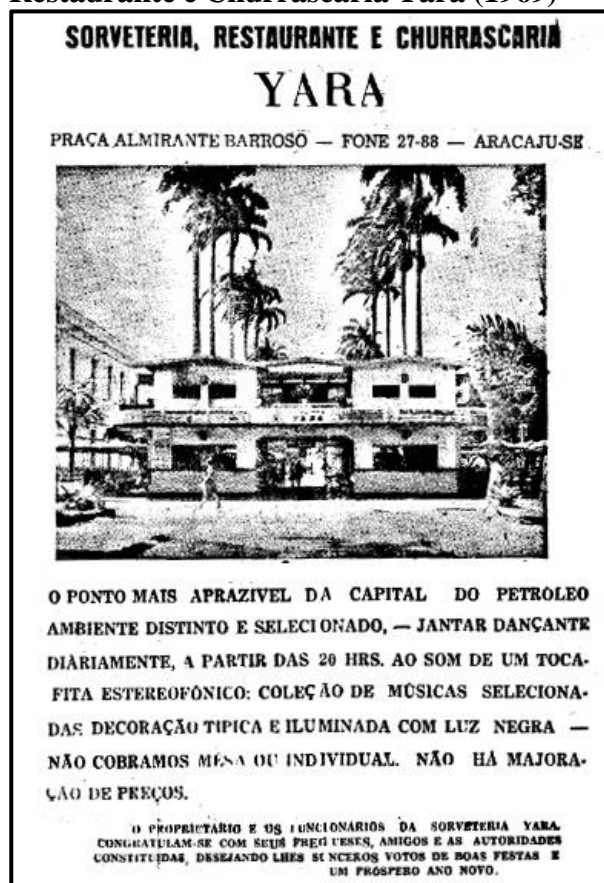 Restaurante e Churrascaria Yara (1969)
SORVETERIA, RESTAURANTE E CHURRASCARIA
YARA
PRAÇA ALMIRANTE BARROSO — FONE 27-88 — ARACAJU-SE
O PONTO MAIS APRAZIVEL DA CAPITAL DO PETROLEO
AMBIENTE DISTINTO E SELECIONADO, — JANTAR DANÇANTE
DIARIAMENTE, A PARTIR DAS 20 HRS. AO SOM DE UM TOCA-
FITA ESTEREOFÔNICO: COLEÇÃO DE MÚSICAS SELECIONA-
DAS DECORAÇÃO TIPICA E ILUMINADA COM LUZ NEGRA —
NÃO COBRAMOS MESA OU INDIVIDUAL. NÃO HÁ MAJORA-
ÇÃO DE PREÇOS.
O PROPRIETÁRIO E OS FUNCIONÁRIOS DA SORVETERIA YARA.
CONGRATULAM-SE COM SEUS FREGUESES, AMIGOS E AS AUTORIDADES
CONSTITUIDAS, DESEJANDO LHES SINCEROS VOTOS DE BOAS FESTAS E
UM PRÓSPERO ANO NOVO.